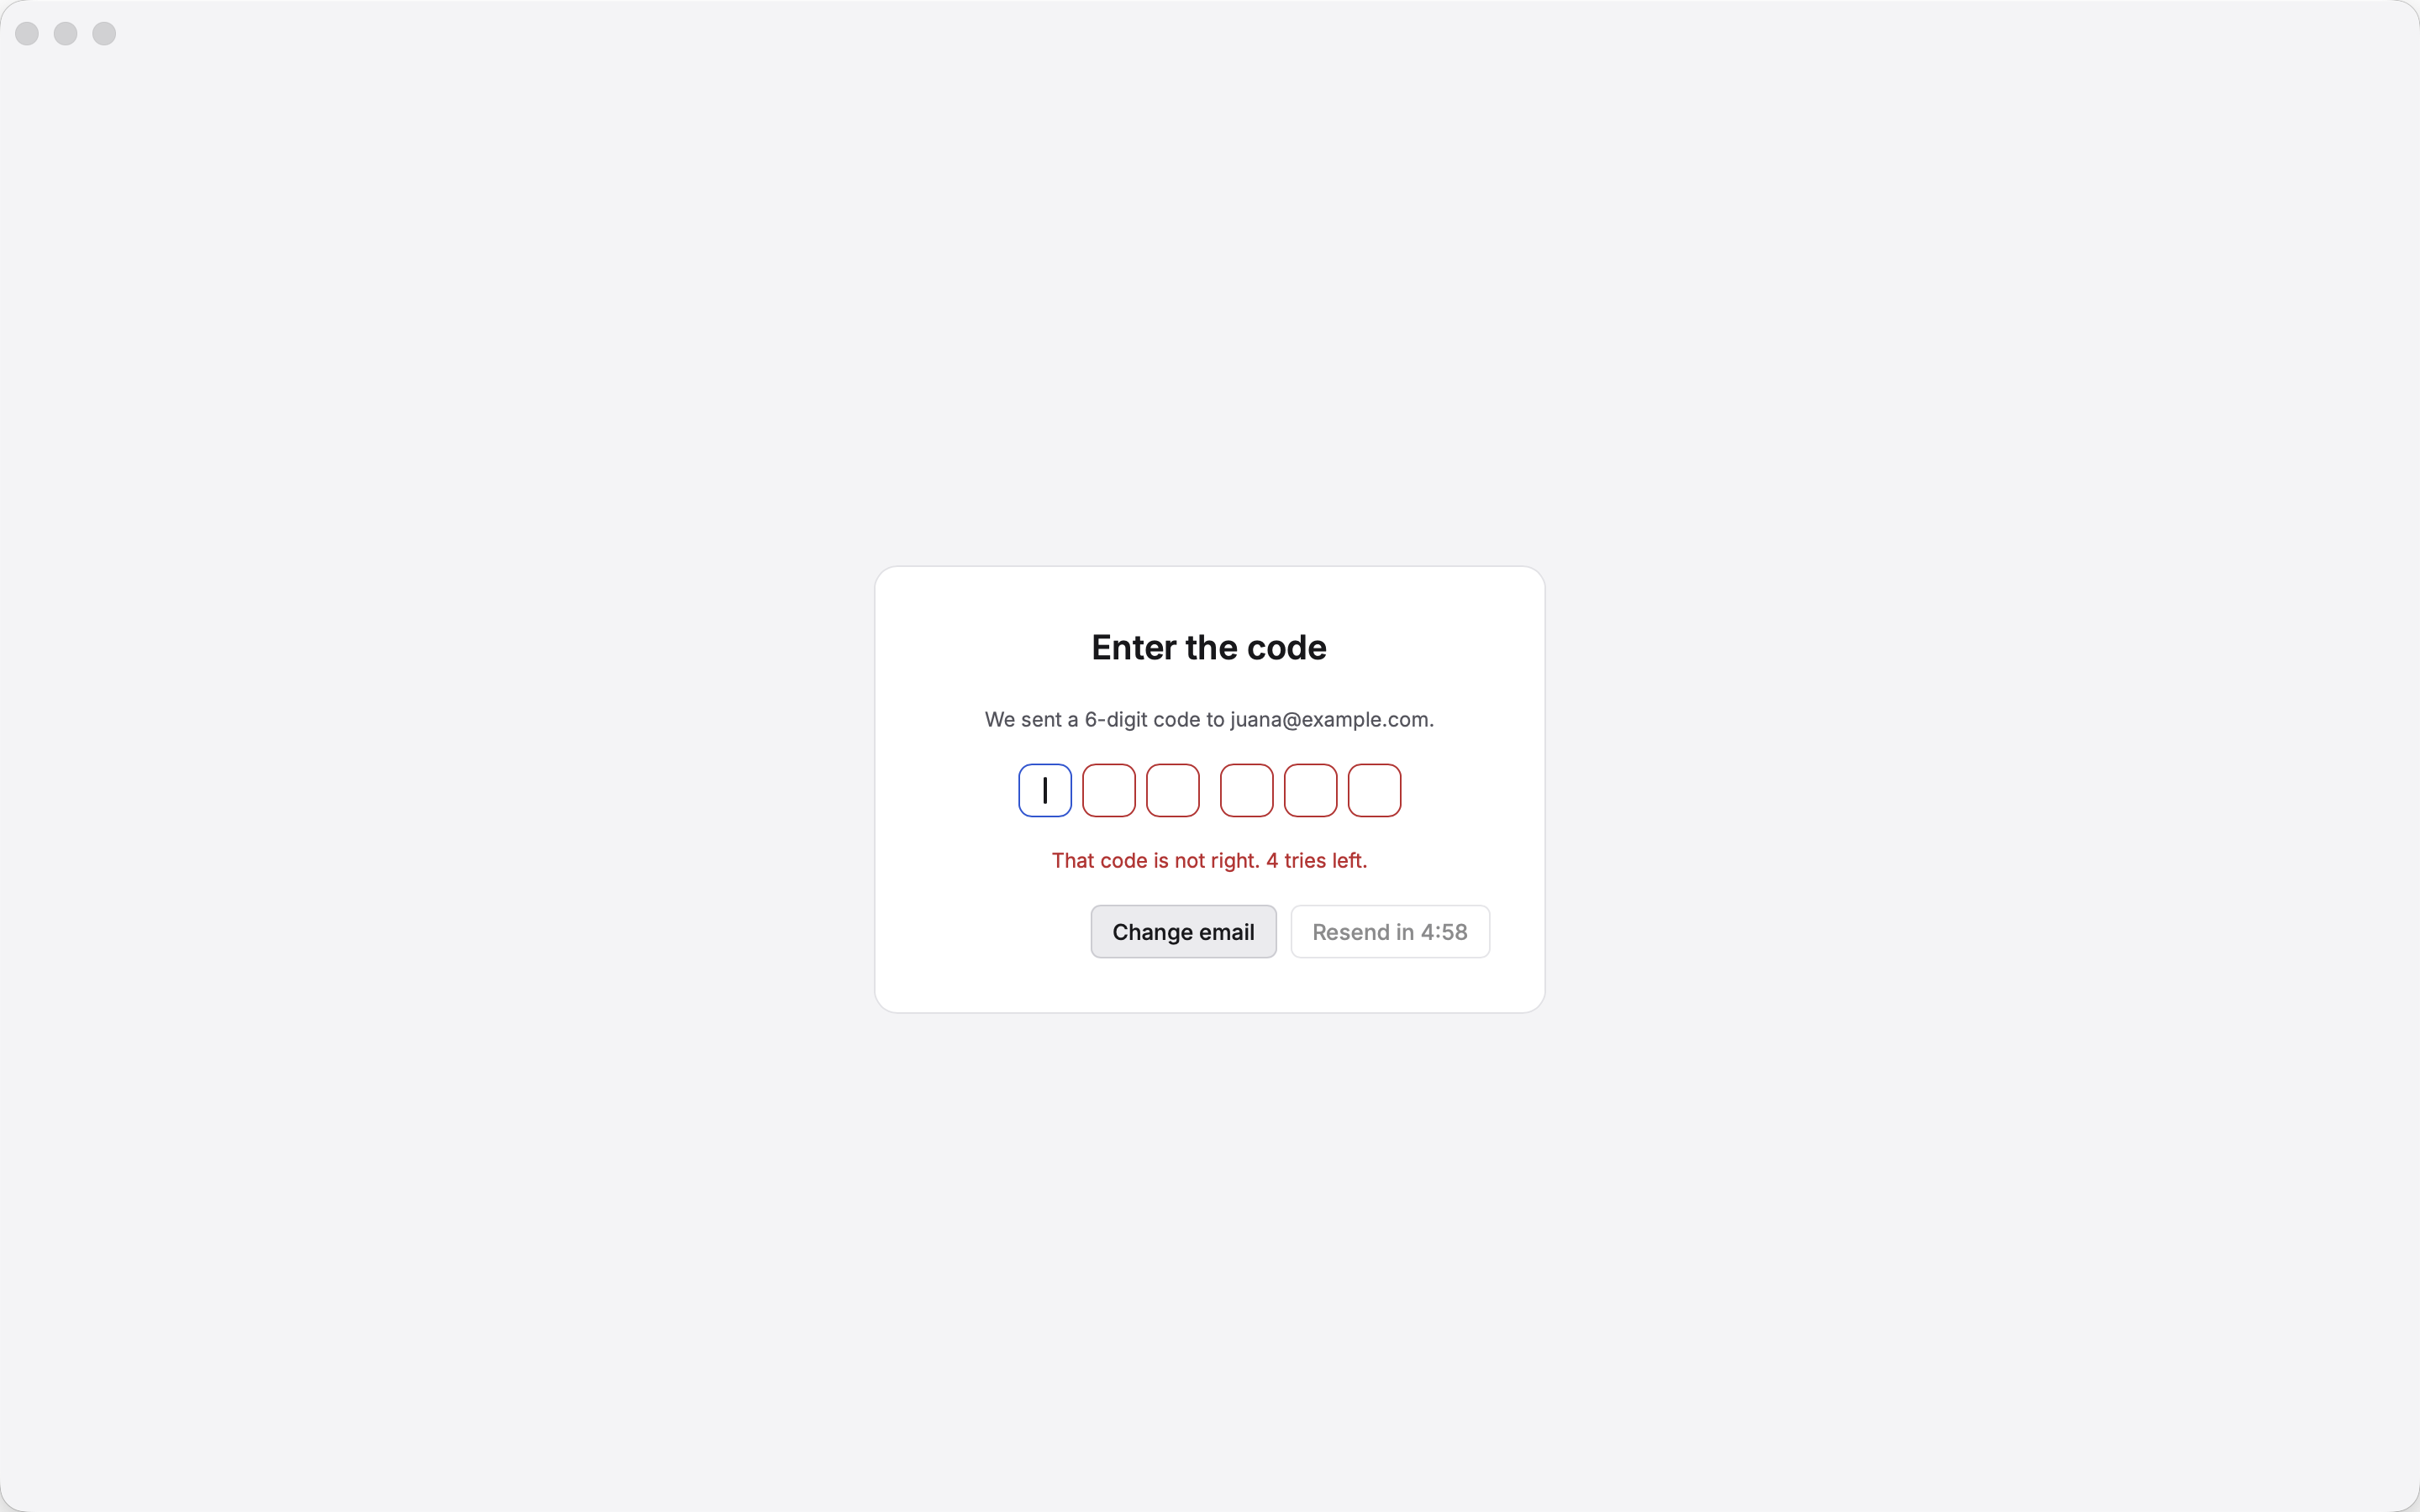 Enter the code
We sent a 6-digit code to juana@example.com.
That code is not right. 4 tries left.
Change email
Resend in 4:58